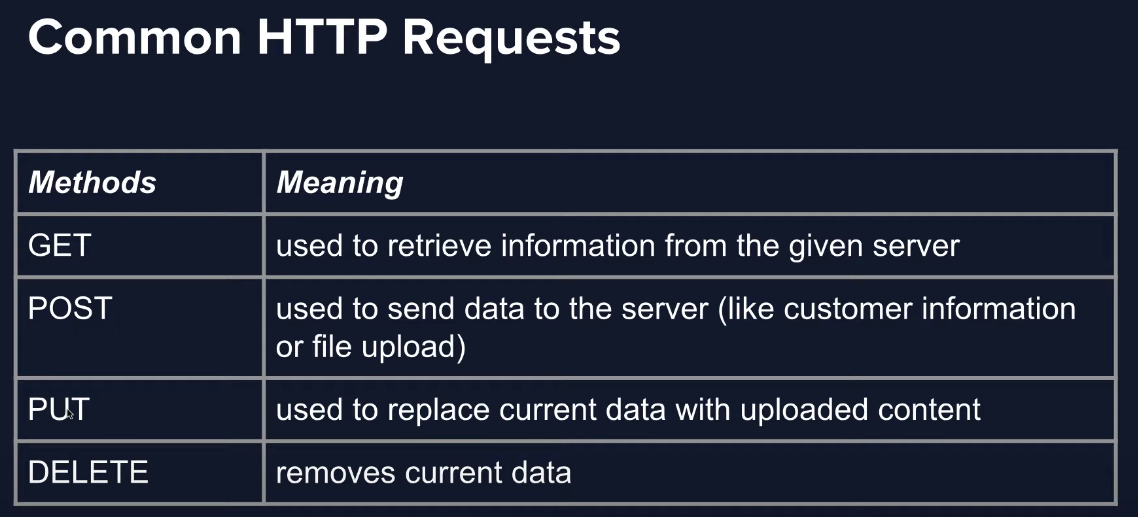 Common HTTP Requests
Methods
Meaning
GET
used to retrieve information from the given server
POST
used to send data to the server (like customer information
or file upload)
PUT
used to replace current data with uploaded content
DELETE
removes current data